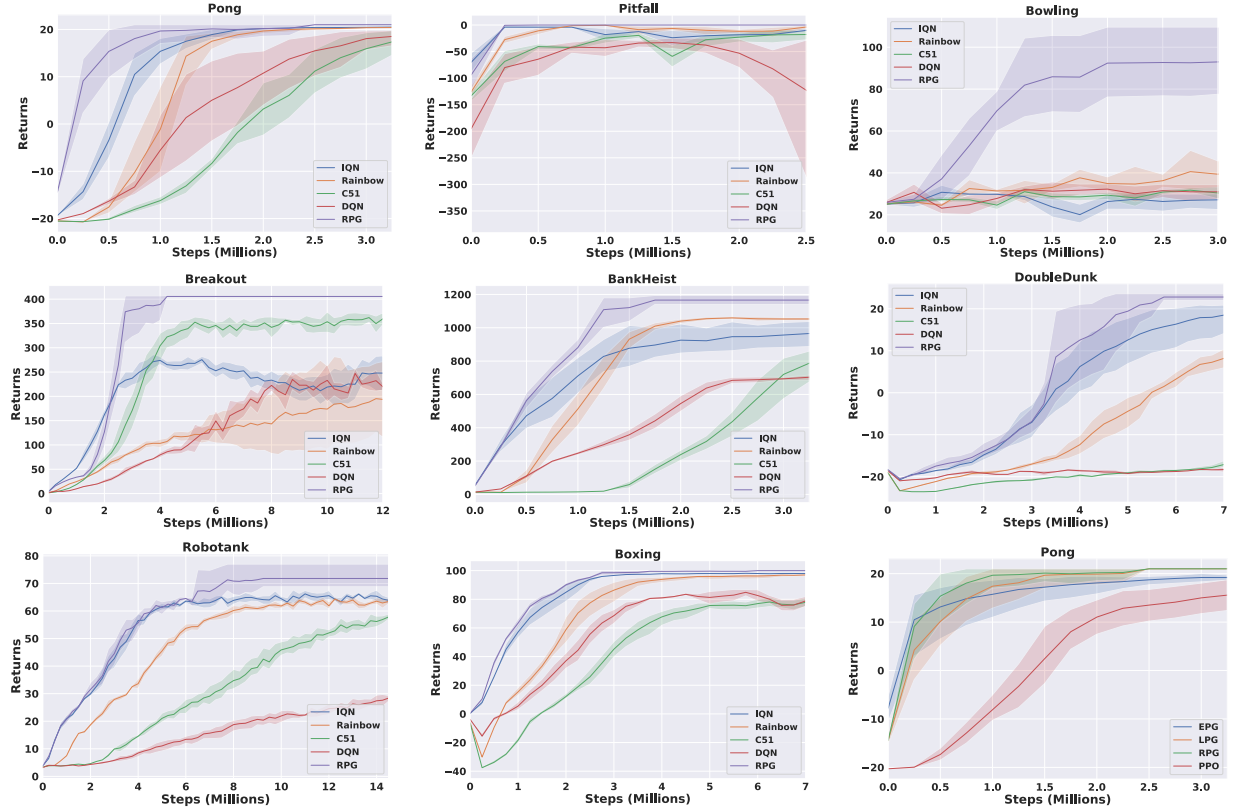 Pong
Returns
20
10
0
−10
−20
0.0 0.5 1.0 1.5 2.0 2.5 3.0
Steps (Millions)
IQN
Rainbow
C51
DQN
RPG
Pitfall
Returns
0
−50
−100
−150
−200
−250
−300
−350
0.0 0.5 1.0 1.5 2.0 2.5
Steps (Millions)
IQN
Rainbow
C51
DQN
RPG
Bowling
Returns
100
80
60
40
20
0.0 0.5 1.0 1.5 2.0 2.5 3.0
Steps (Millions)
IQN
Rainbow
C51
DQN
RPG
Breakout
Returns
400
350
300
250
200
150
100
50
0
0 2 4 6 8 10 12
Steps (Millions)
IQN
Rainbow
C51
DQN
RPG
BankHeist
Returns
1200
1000
800
600
400
200
0
0.0 0.5 1.0 1.5 2.0 2.5 3.0
Steps (Millions)
IQN
Rainbow
C51
DQN
RPG
DoubleDunk
Returns
20
10
0
−10
−20
0 1 2 3 4 5 6 7
Steps (Millions)
IQN
Rainbow
C51
DQN
RPG
Robotank
Returns
80
70
60
50
40
30
20
10
0
0 2 4 6 8 10 12 14
Steps (Millions)
IQN
Rainbow
C51
DQN
RPG
Boxing
Returns
100
80
60
40
20
0
−20
−40
0 1 2 3 4 5 6 7
Steps (Millions)
IQN
Rainbow
C51
DQN
RPG
Pong
Returns
20
10
0
−10
−20
0.0 0.5 1.0 1.5 2.0 2.5 3.0
Steps (Millions)
EPG
LPG
RPG
PPO